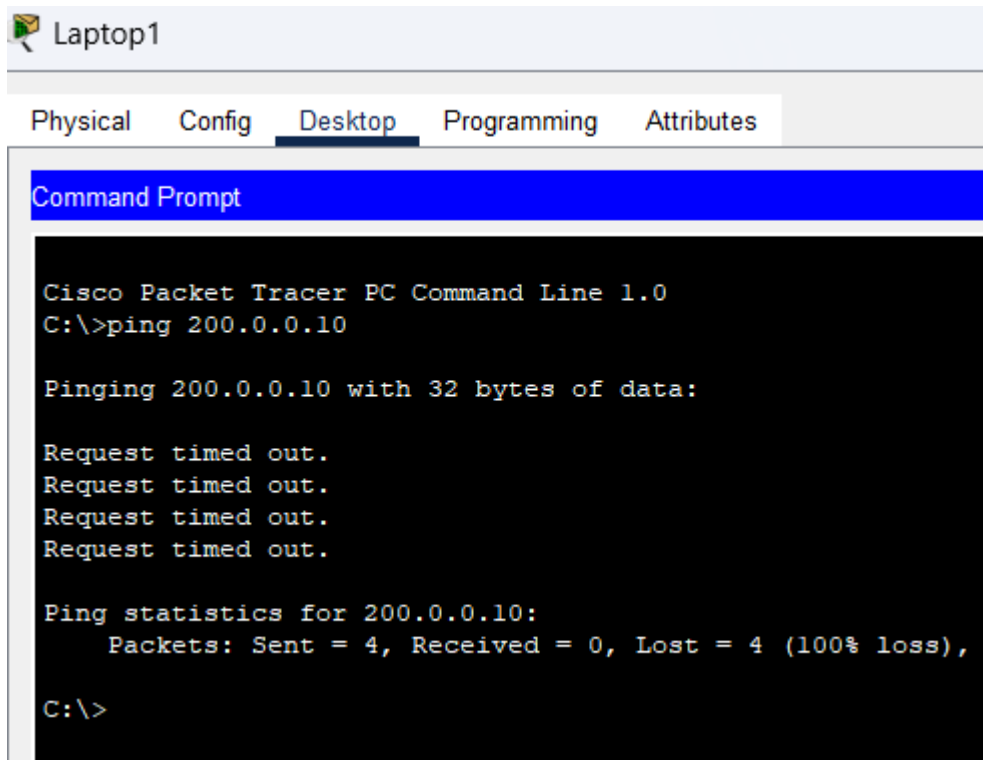 Laptop1
Physical Config Desktop Programming Attributes
Command Prompt
Cisco Packet Tracer PC Command Line 1.0
C:\>ping 200.0.0.10
Pinging 200.0.0.10 with 32 bytes of data:
Request timed out.
Request timed out.
Request timed out.
Request timed out.
Ping statistics for 200.0.0.10:
Packets: Sent = 4, Received = 0, Lost = 4 (100% loss),
C:\>